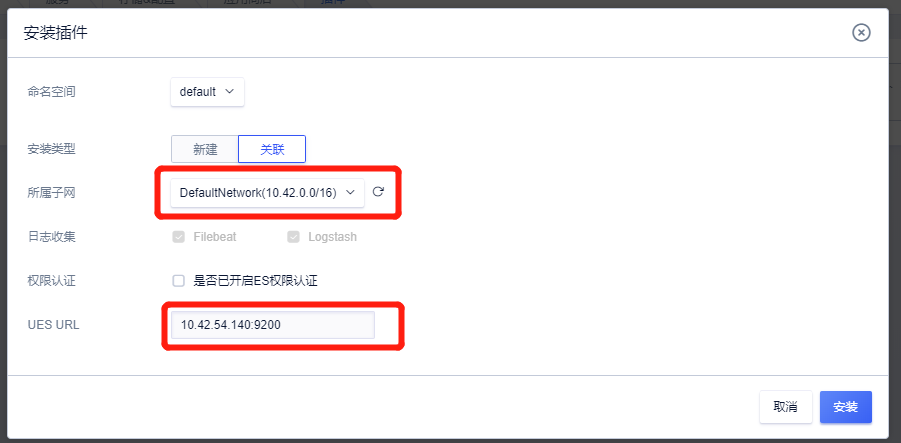 安装插件
命名空间 default
安装类型 新建 关联
所属子网 DefaultNetwork(10.42.0.0/16)
日志收集 Filebeat Logstash
权限认证 是否已开启ES权限认证
UES URL 10.42.54.140:9200
取消 安装